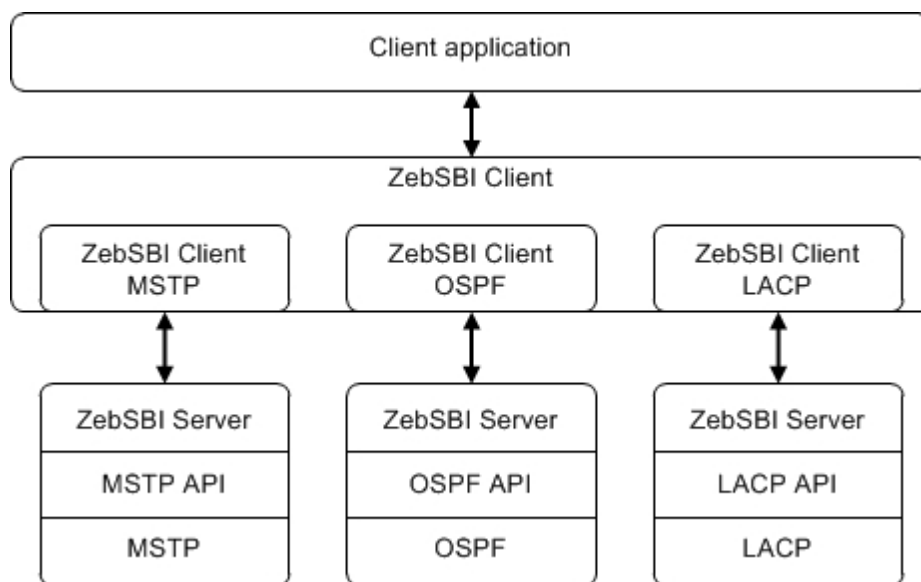 Client application
ZebSBI Client
ZebSBI Client
MSTP
ZebSBI Client
OSPF
ZebSBI Client
LACP
ZebSBI Server
MSTP API
MSTP
ZebSBI Server
OSPF API
OSPF
ZebSBI Server
LACP API
LACP